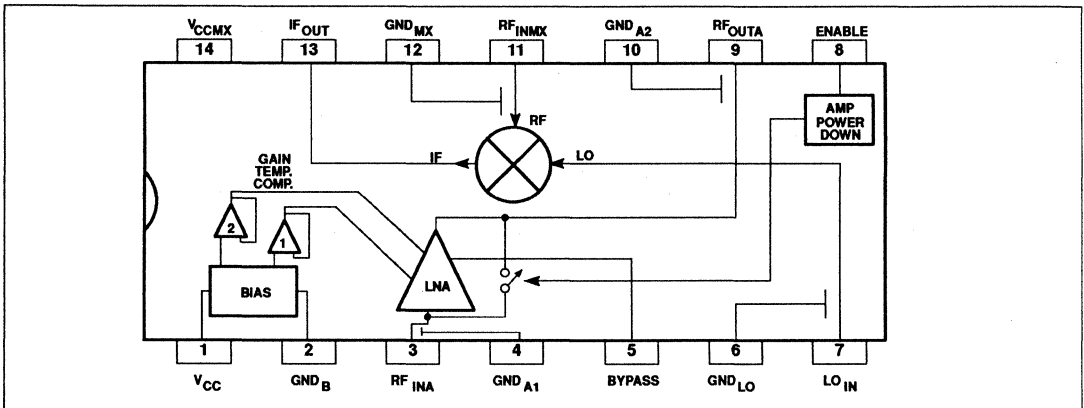 VCCMX IFOUT GNDMX RFINMX GNDA2 RFOUTA ENABLE
14 13 12 11 10 9 8
AMP
POWER
DOWN
RF
IF
LO
GAIN
TEMP.
COMP.
2
1
BIAS
LNA
1 2 3 4 5 6 7
VCC GNDB RFINA GNDA1 BYPASS GNDLO LOIN